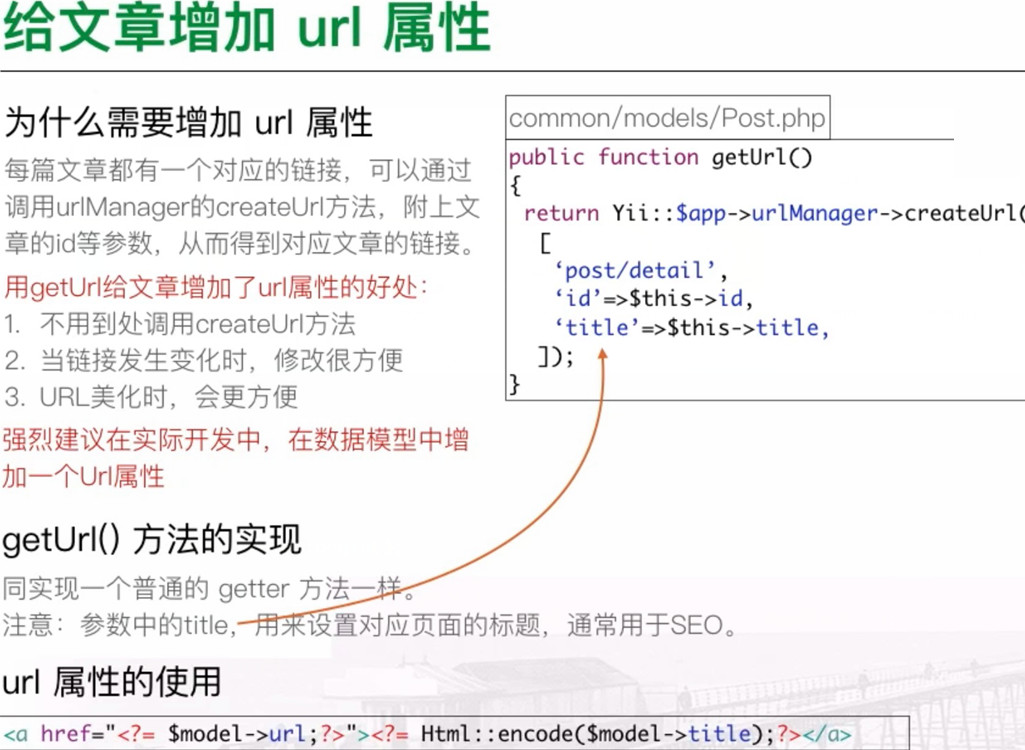 给文章增加 url 属性
为什么需要增加 url 属性
每篇文章都有一个对应的链接，可以通过
调用urlManager的createUrl方法，附上文
章的id等参数，从而得到对应文章的链接。
用getUrl给文章增加了url属性的好处：
1. 不用到处调用createUrl方法
2. 当链接发生变化时，修改很方便
3. URL美化时，会更方便
强烈建议在实际开发中，在数据模型中增
加一个Url属性
getUrl() 方法的实现
同实现一个普通的 getter 方法一样。
注意：参数中的title，用来设置对应页面的标题，通常用于SEO。
url 属性的使用
<a href="<?= $model->url;?>"><?= Html::encode($model->title);?></a>
common/models/Post.php
public function getUrl()
{
return Yii::$app->urlManager->createUrl(
[
‘post/detail’,
‘id’=>$this->id,
‘title’=>$this->title,
]);
}